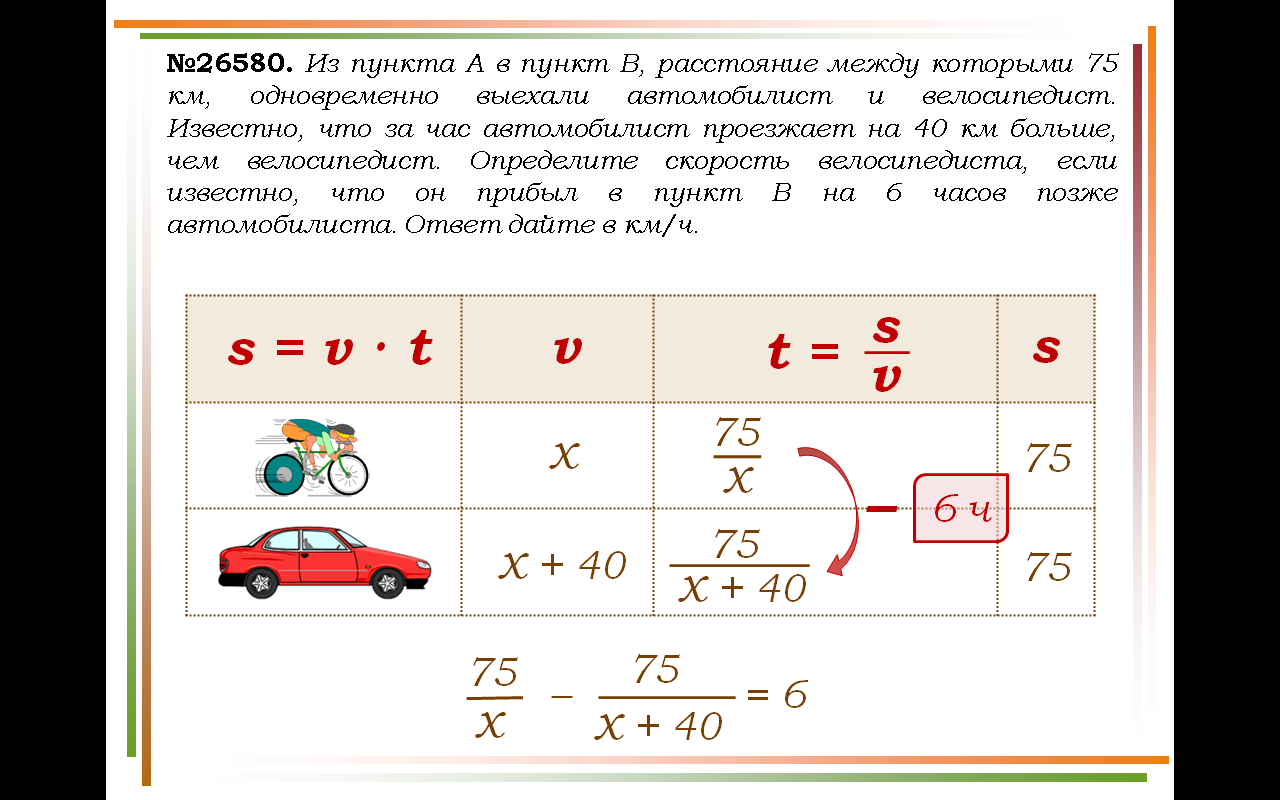 №26580. Из пункта А в пункт В, расстояние между которыми 75
км, одновременно выехали автомобилист и велосипедист.
Известно, что за час автомобилист проезжает на 40 км больше,
чем велосипедист. Определите скорость велосипедиста, если
известно, что он прибыл в пункт В на 6 часов позже
автомобилиста. Ответ дайте в км/ч.
s = v · t v t = s/v s
x 75/x 75
– 6 ч
x + 40 75/(x + 40) 75
75/x – 75/(x + 40) = 6